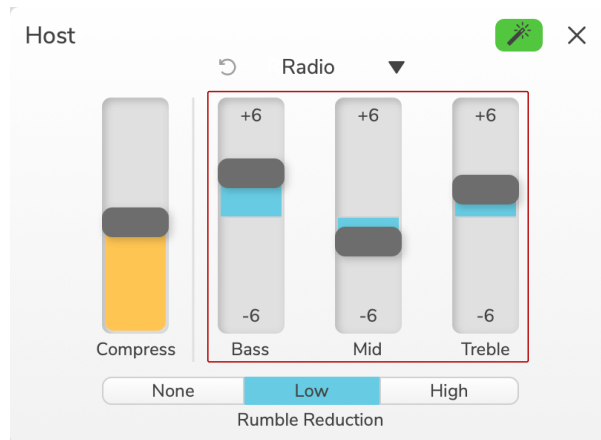 Host
Radio
+6 +6 +6
-6 -6 -6
Compress Bass Mid Treble
None Low High
Rumble Reduction